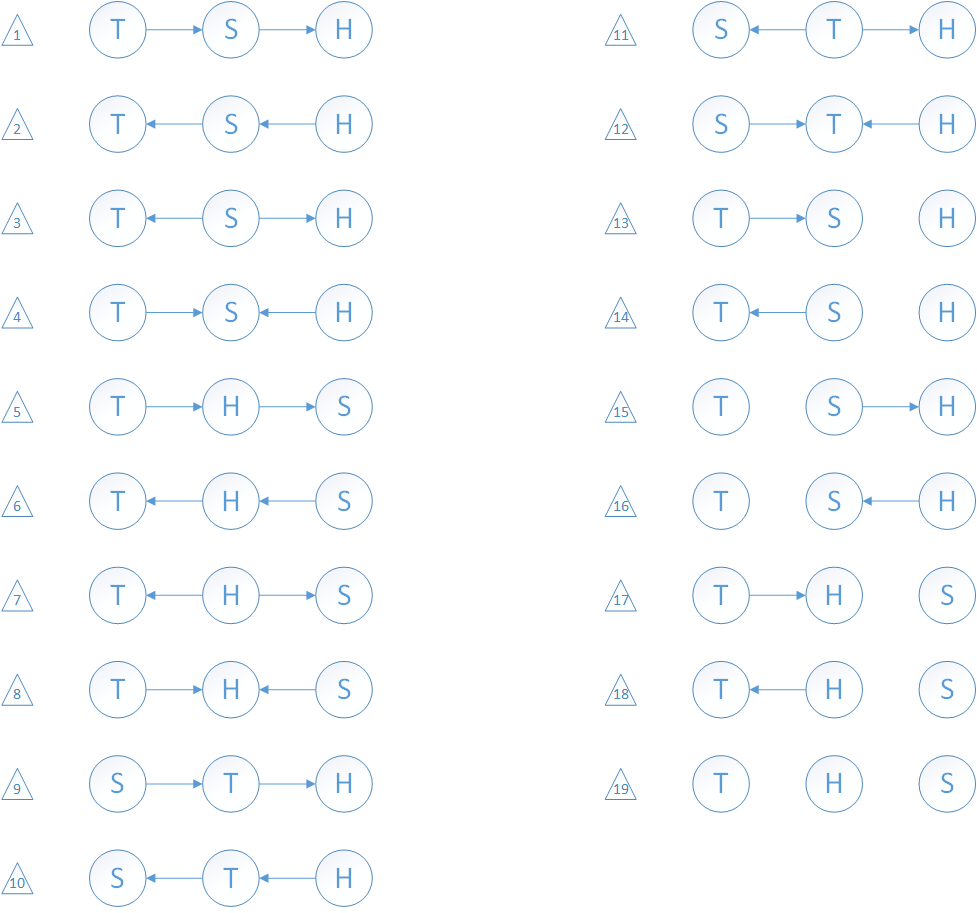 1 T S H
2 T S H
3 T S H
4 T S H
5 T H S
6 T H S
7 T H S
8 T H S
9 S T H
10 S T H
11 S T H
12 S T H
13 T S H
14 T S H
15 T S H
16 T S H
17 T H S
18 T H S
19 T H S